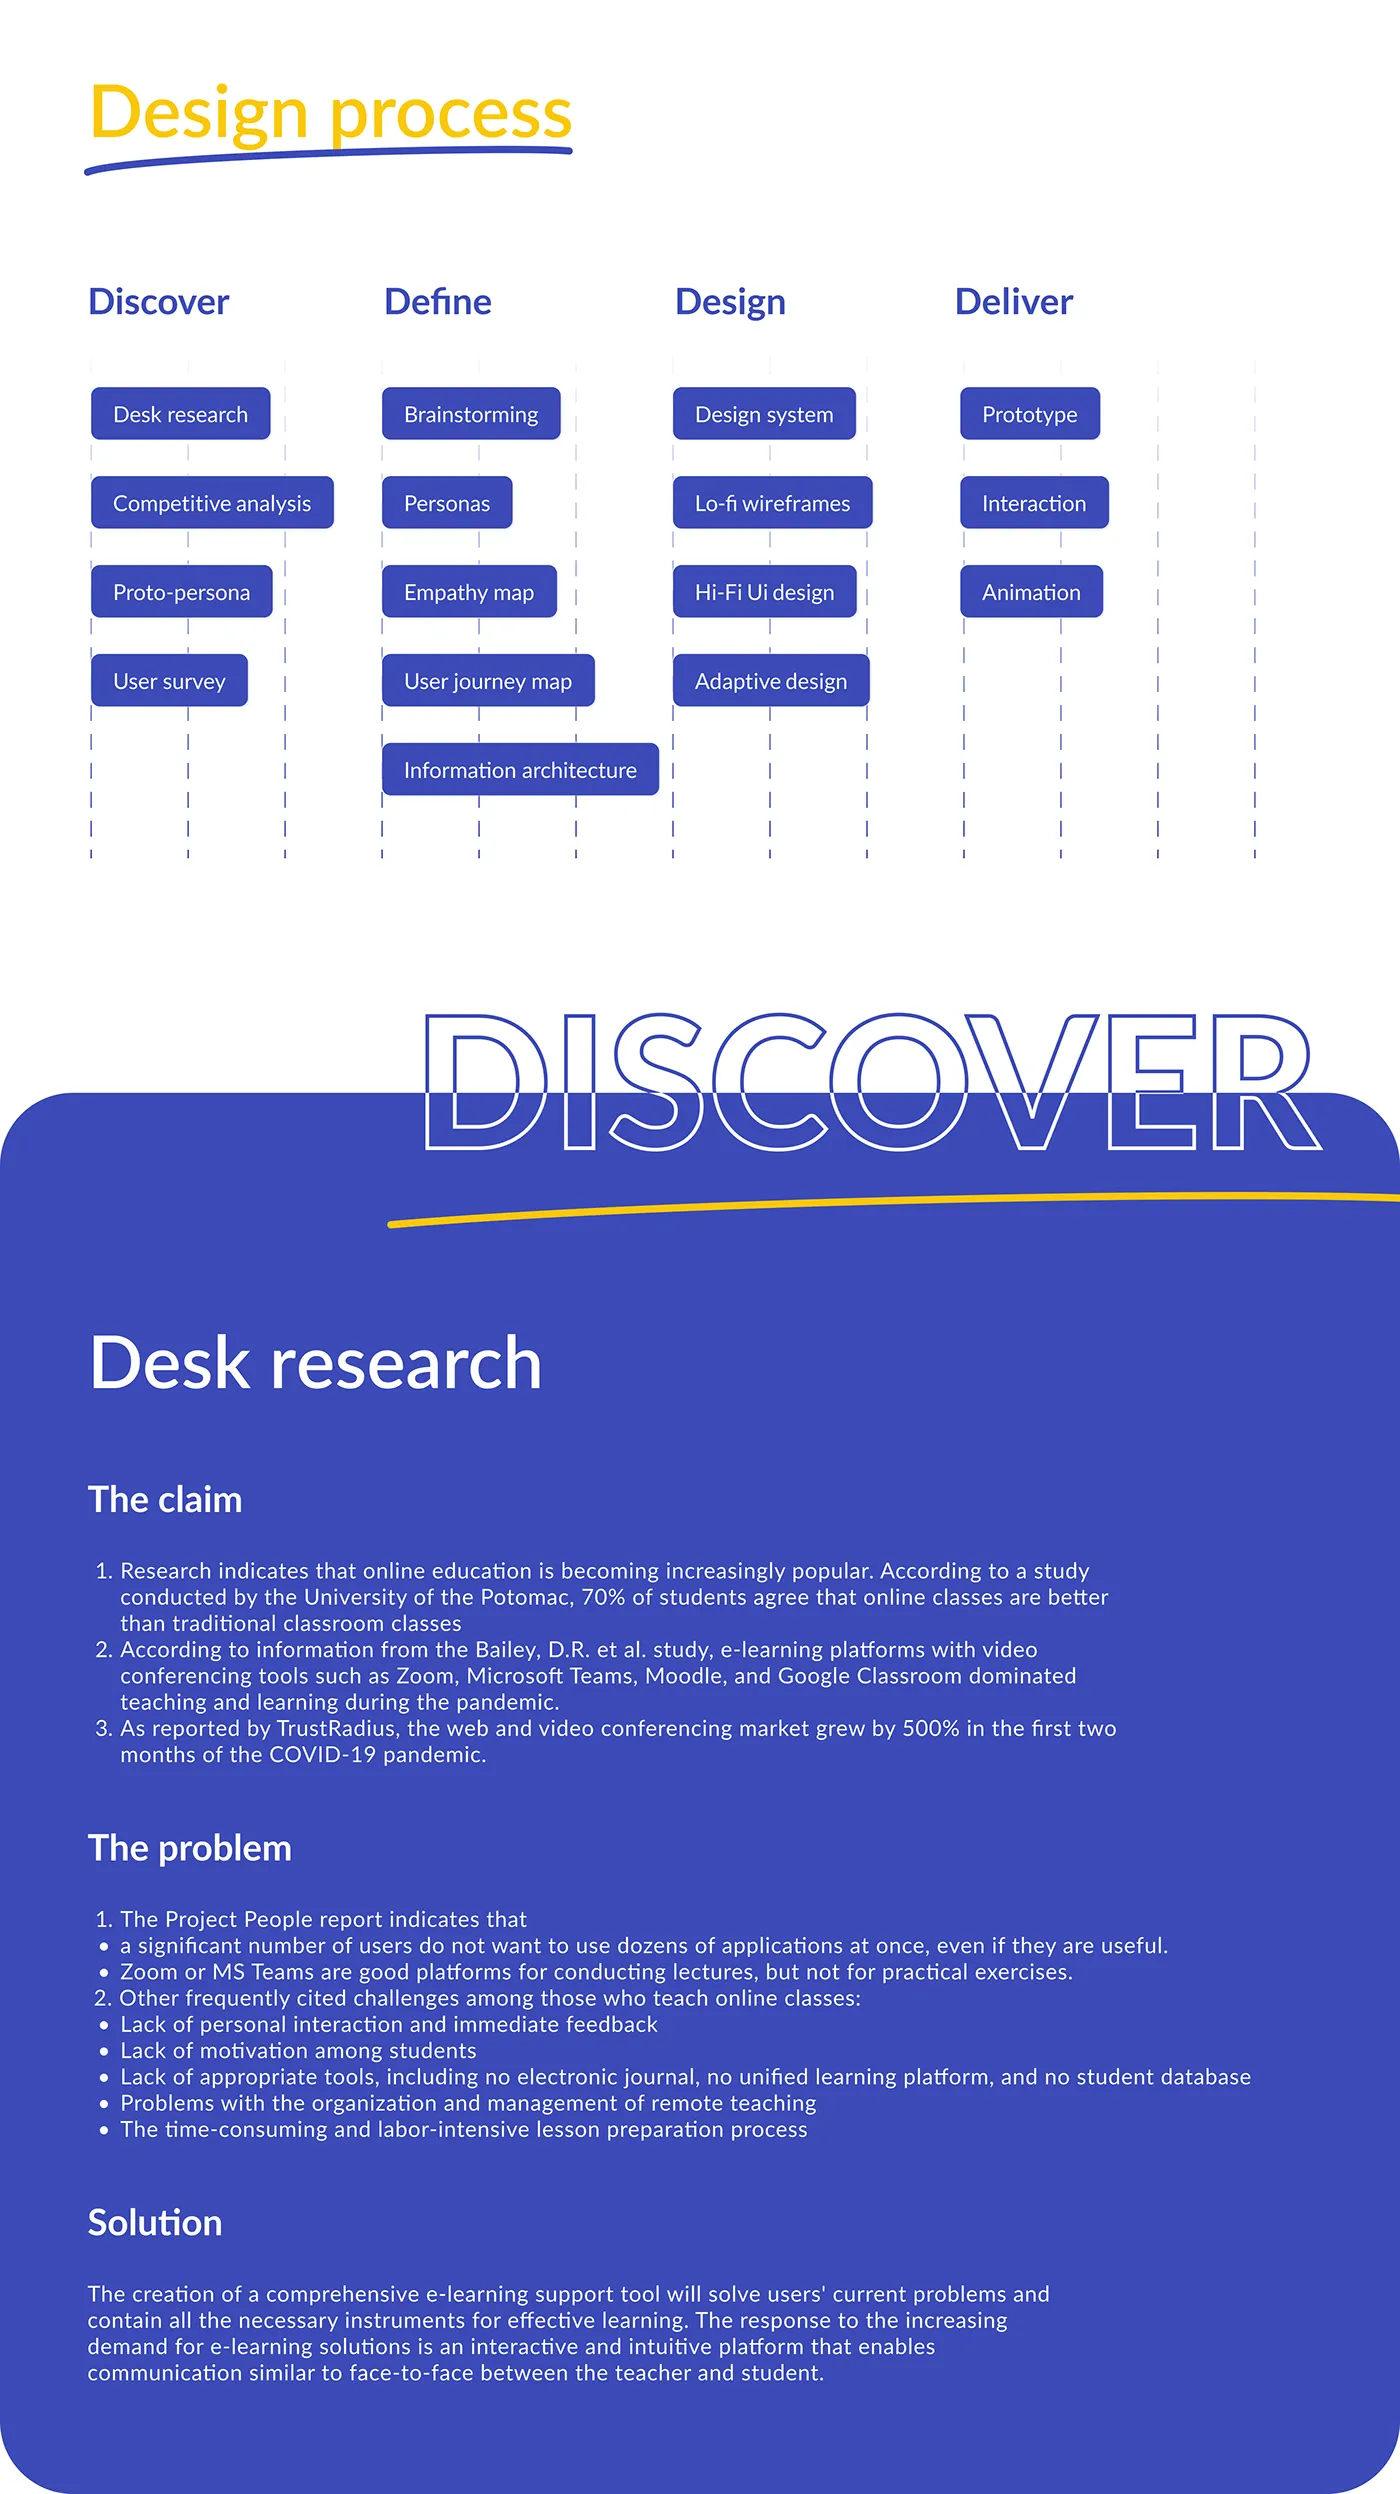 Design process
Discover
Define
Design
Deliver
Desk research
Brainstorming
Design system
Prototype
Competitive analysis
Personas
Lo-fi wireframes
Interaction
Proto-persona
Empathy map
Hi-Fi Ui design
Animation
User survey
User journey map
Adaptive design
Information architecture
DISCOVER
Desk research
The claim
1. Research indicates that online education is becoming increasingly popular. According to a study
conducted by the University of the Potomac, 70% of students agree that online classes are better
than traditional classroom classes
2. According to information from the Bailey, D.R. et al. study, e-learning platforms with video
conferencing tools such as Zoom, Microsoft Teams, Moodle, and Google Classroom dominated
teaching and learning during the pandemic.
3. As reported by TrustRadius, the web and video conferencing market grew by 500% in the first two
months of the COVID-19 pandemic.
The problem
1. The Project People report indicates that
• a significant number of users do not want to use dozens of applications at once, even if they are useful.
• Zoom or MS Teams are good platforms for conducting lectures, but not for practical exercises.
2. Other frequently cited challenges among those who teach online classes:
• Lack of personal interaction and immediate feedback
• Lack of motivation among students
• Lack of appropriate tools, including no electronic journal, no unified learning platform, and no student database
• Problems with the organization and management of remote teaching
• The time-consuming and labor-intensive lesson preparation process
Solution
The creation of a comprehensive e-learning support tool will solve users' current problems and
contain all the necessary instruments for effective learning. The response to the increasing
demand for e-learning solutions is an interactive and intuitive platform that enables
communication similar to face-to-face between the teacher and student.